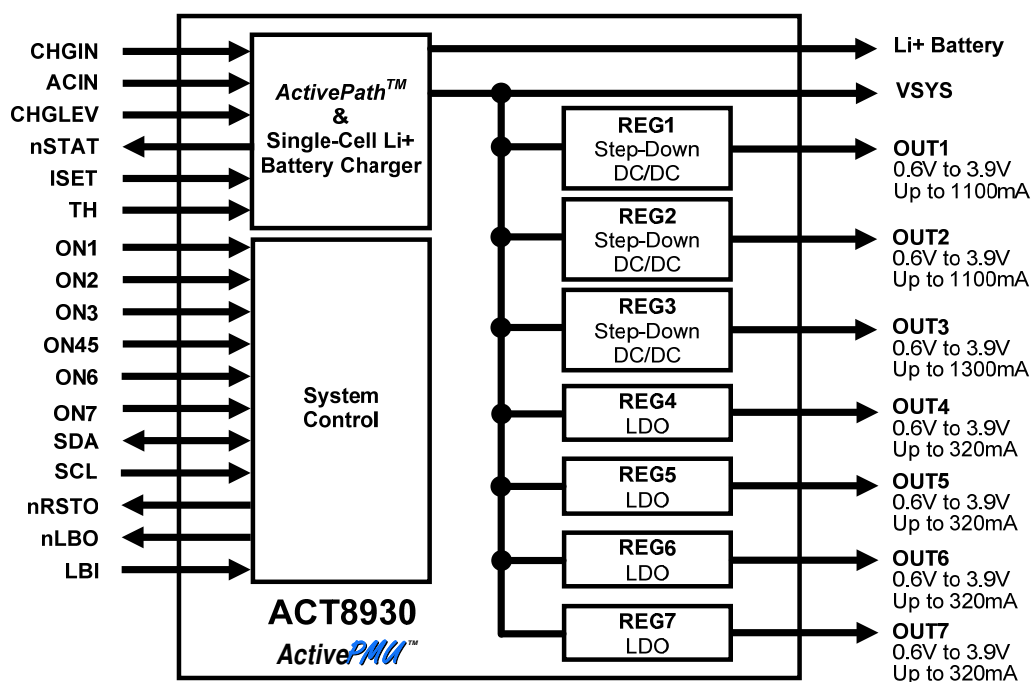 CHGIN
ACIN
CHGLEV
nSTAT
ISET
TH
ON1
ON2
ON3
ON45
ON6
ON7
SDA
SCL
nRSTO
nLBO
LBI
ActivePath™
&
Single-Cell Li+
Battery Charger
System
Control
ACT8930
ActivePMU™
REG1
Step-Down
DC/DC
REG2
Step-Down
DC/DC
REG3
Step-Down
DC/DC
REG4
LDO
REG5
LDO
REG6
LDO
REG7
LDO
Li+ Battery
VSYS
OUT1
0.6V to 3.9V
Up to 1100mA
OUT2
0.6V to 3.9V
Up to 1100mA
OUT3
0.6V to 3.9V
Up to 1300mA
OUT4
0.6V to 3.9V
Up to 320mA
OUT5
0.6V to 3.9V
Up to 320mA
OUT6
0.6V to 3.9V
Up to 320mA
OUT7
0.6V to 3.9V
Up to 320mA